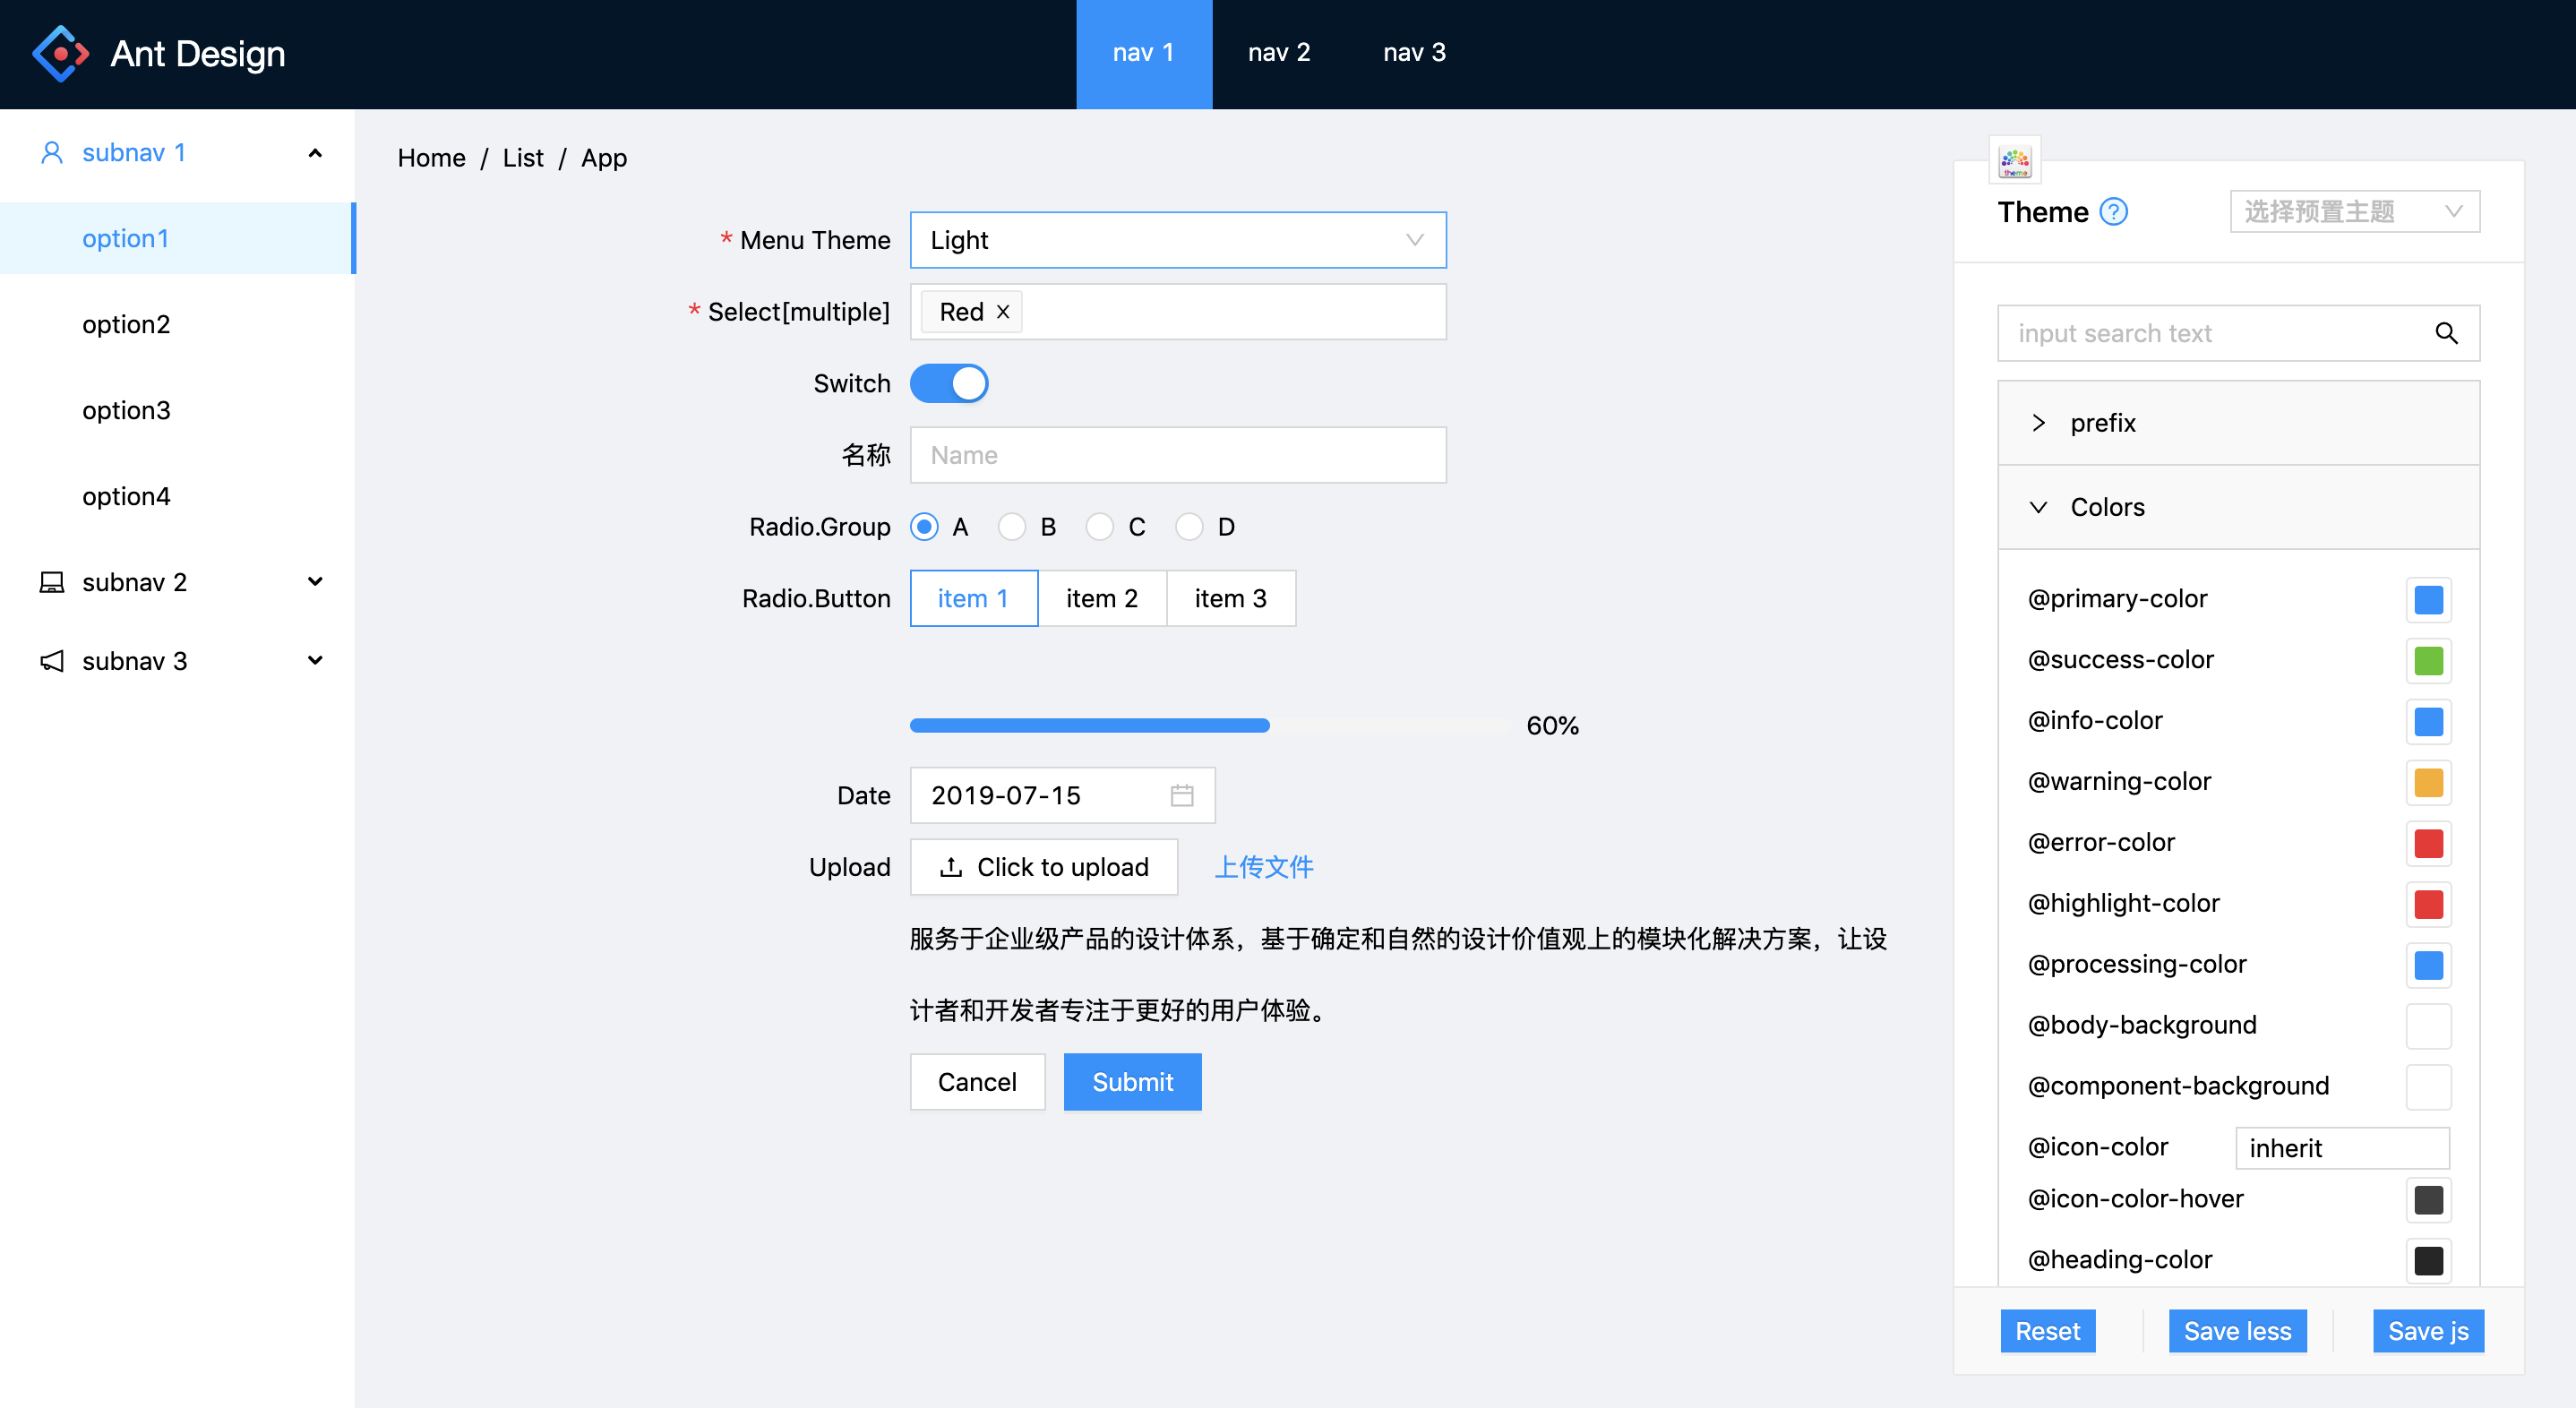 Ant Design
nav 1
nav 2
nav 3
subnav 1
option1
option2
option3
option4
subnav 2
subnav 3
Home / List / App
* Menu Theme
Light
* Select[multiple]
Red
Switch
名称
Name
Radio.Group
A
B
C
D
Radio.Button
item 1
item 2
item 3
60%
Date
2019-07-15
Upload
Click to upload
上传文件
服务于企业级产品的设计体系，基于确定和自然的设计价值观上的模块化解决方案，让设
计者和开发者专注于更好的用户体验。
Cancel
Submit
theme
Theme
?
选择预置主题
input search text
prefix
Colors
@primary-color
@success-color
@info-color
@warning-color
@error-color
@highlight-color
@processing-color
@body-background
@component-background
@icon-color
inherit
@icon-color-hover
@heading-color
Reset
Save less
Save js